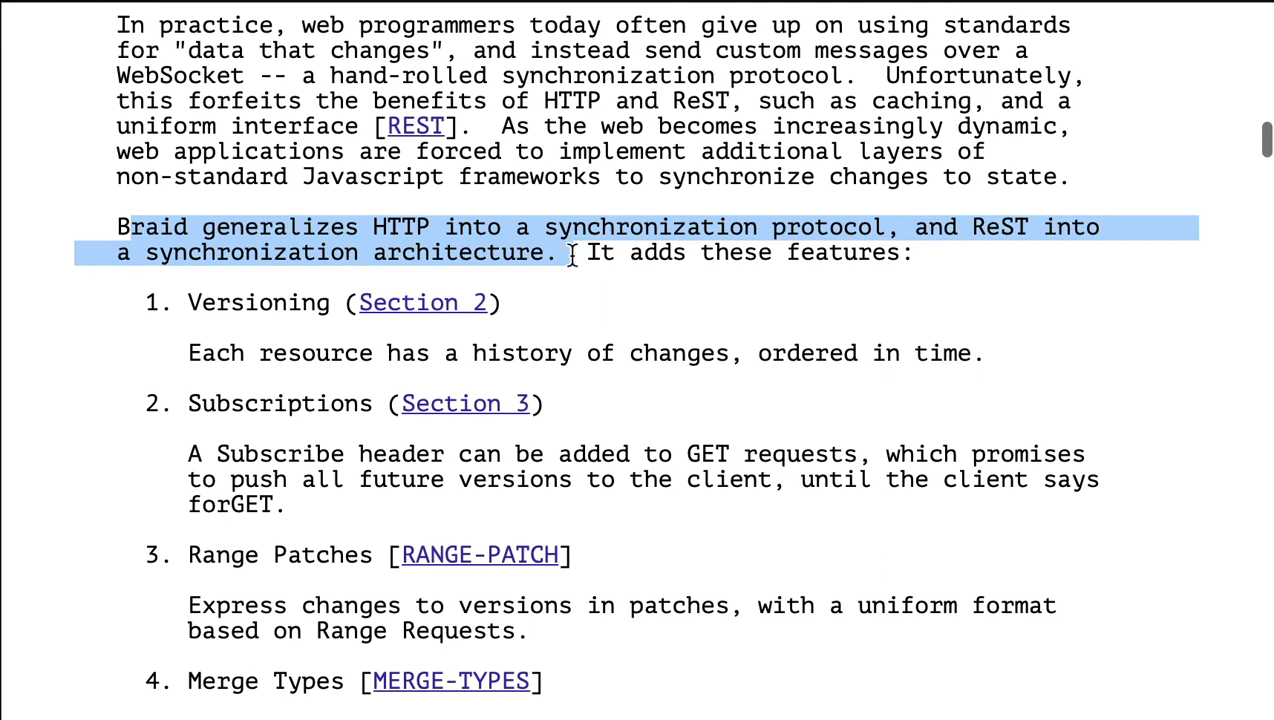 In practice, web programmers today often give up on using standards
for "data that changes", and instead send custom messages over a
WebSocket -- a hand-rolled synchronization protocol.  Unfortunately,
this forfeits the benefits of HTTP and ReST, such as caching, and a
uniform interface [REST].  As the web becomes increasingly dynamic,
web applications are forced to implement additional layers of
non-standard Javascript frameworks to synchronize changes to state.
Braid generalizes HTTP into a synchronization protocol, and ReST into
a synchronization architecture.  It adds these features:
1. Versioning (Section 2)
Each resource has a history of changes, ordered in time.
2. Subscriptions (Section 3)
A Subscribe header can be added to GET requests, which promises
to push all future versions to the client, until the client says
forGET.
3. Range Patches [RANGE-PATCH]
Express changes to versions in patches, with a uniform format
based on Range Requests.
4. Merge Types [MERGE-TYPES]